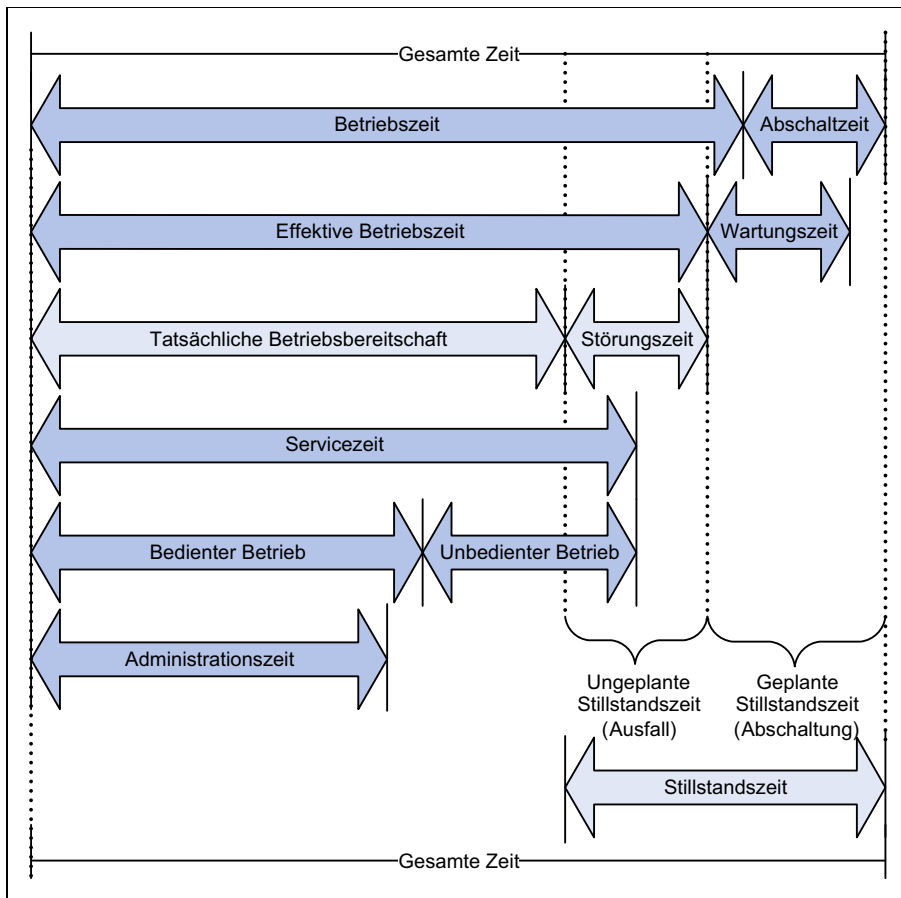 Gesamte Zeit
Betriebszeit
Abschaltzeit
Effektive Betriebszeit
Wartungszeit
Tatsächliche Betriebsbereitschaft
Störungszeit
Servicezeit
Bedienter Betrieb
Unbedienter Betrieb
Administrationszeit
Ungeplante
Stillstandszeit
(Ausfall)
Geplante
Stillstandszeit
(Abschaltung)
Stillstandszeit
Gesamte Zeit